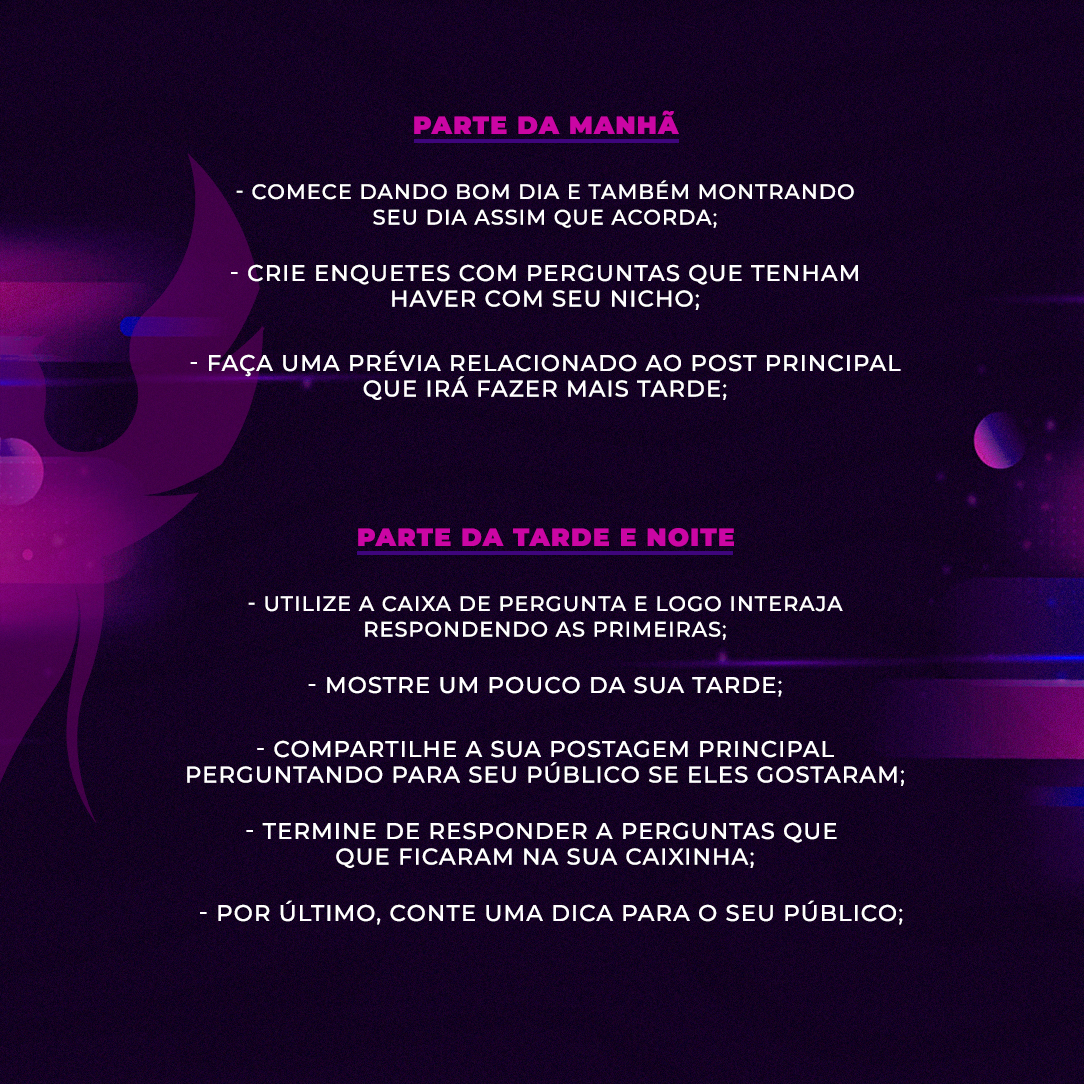 PARTE DA MANHÃ
- COMECE DANDO BOM DIA E TAMBÉM MONTRANDO
SEU DIA ASSIM QUE ACORDA;
- CRIE ENQUETES COM PERGUNTAS QUE TENHAM
HAVER COM SEU NICHO;
- FAÇA UMA PRÉVIA RELACIONADO AO POST PRINCIPAL
QUE IRÁ FAZER MAIS TARDE;
PARTE DA TARDE E NOITE
- UTILIZE A CAIXA DE PERGUNTA E LOGO INTERAJA
RESPONDENDO AS PRIMEIRAS;
- MOSTRE UM POUCO DA SUA TARDE;
- COMPARTILHE A SUA POSTAGEM PRINCIPAL
PERGUNTANDO PARA SEU PÚBLICO SE ELES GOSTARAM;
- TERMINE DE RESPONDER A PERGUNTAS QUE
QUE FICARAM NA SUA CAIXINHA;
- POR ÚLTIMO, CONTE UMA DICA PARA O SEU PÚBLICO;